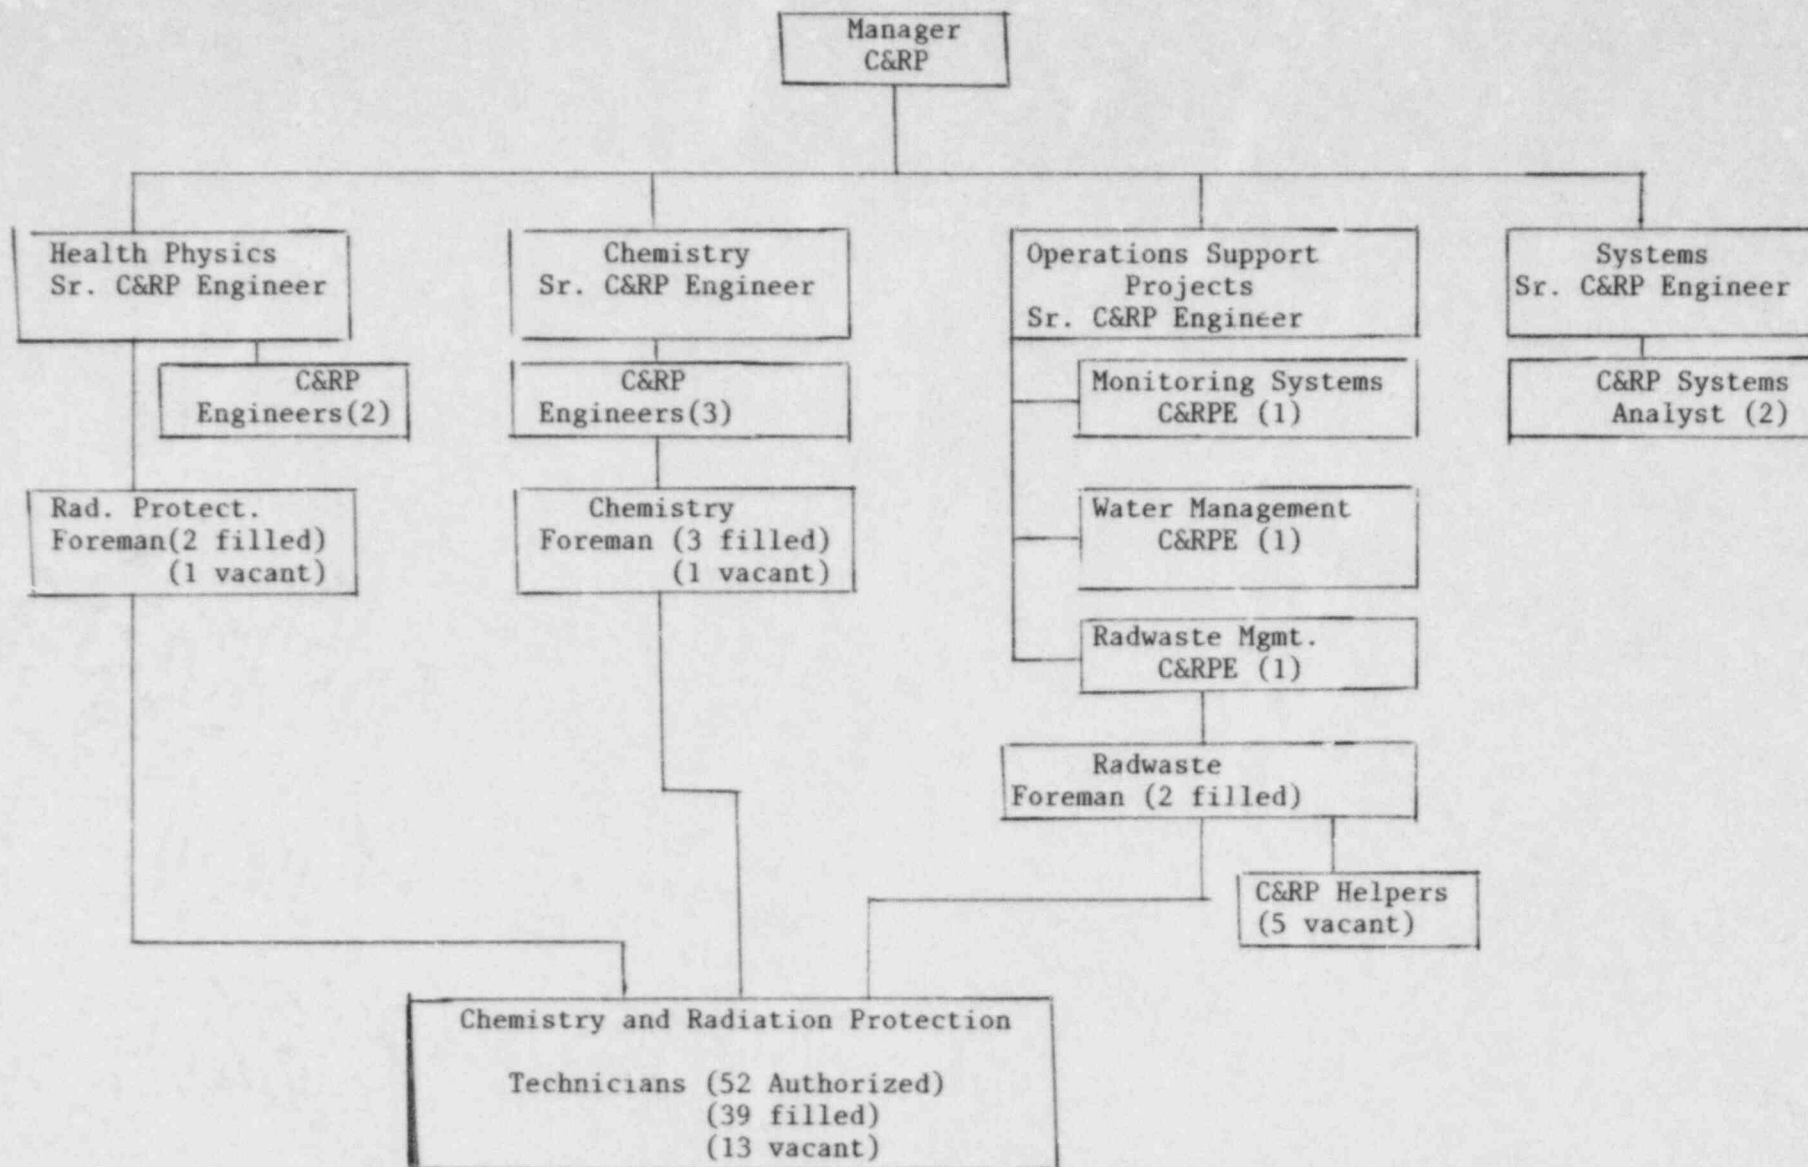 Manager
C&RP
Health Physics
Sr. C&RP Engineer
Chemistry
Sr. C&RP Engineer
Operations Support
Projects
Sr. C&RP Engineer
Systems
Sr. C&RP Engineer
C&RP
Engineers(2)
C&RP
Engineers(3)
Monitoring Systems
C&RPE (1)
C&RP Systems
Analyst (2)
Rad. Protect.
Foreman(2 filled)
(1 vacant)
Chemistry
Foreman (3 filled)
(1 vacant)
Water Management
C&RPE (1)
Radwaste Mgmt.
C&RPE (1)
Radwaste
Foreman (2 filled)
C&RP Helpers
(5 vacant)
Chemistry and Radiation Protection
Technicians (52 Authorized)
(39 filled)
(13 vacant)